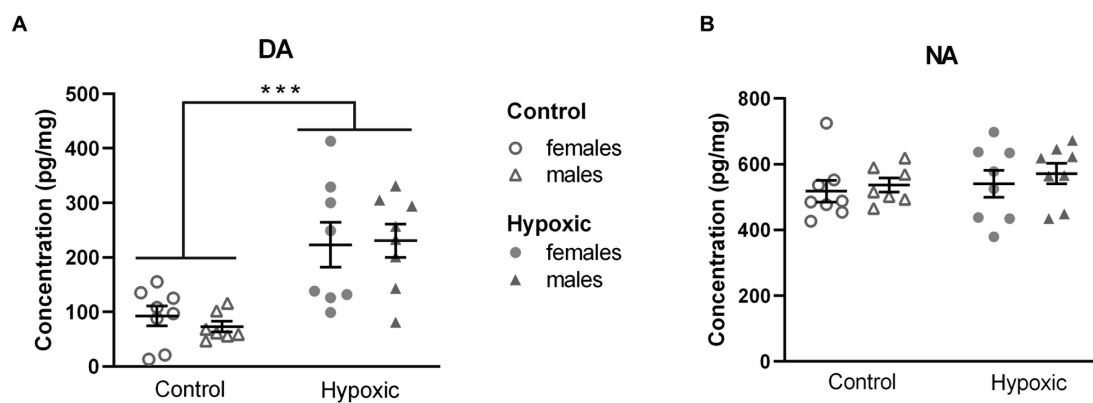 A
DA
Concentration (pg/mg)
500
400
300
200
100
0
***
Control
Hypoxic
Control
females
males
Hypoxic
females
males
B
NA
Concentration (pg/mg)
800
600
400
200
0
Control
Hypoxic